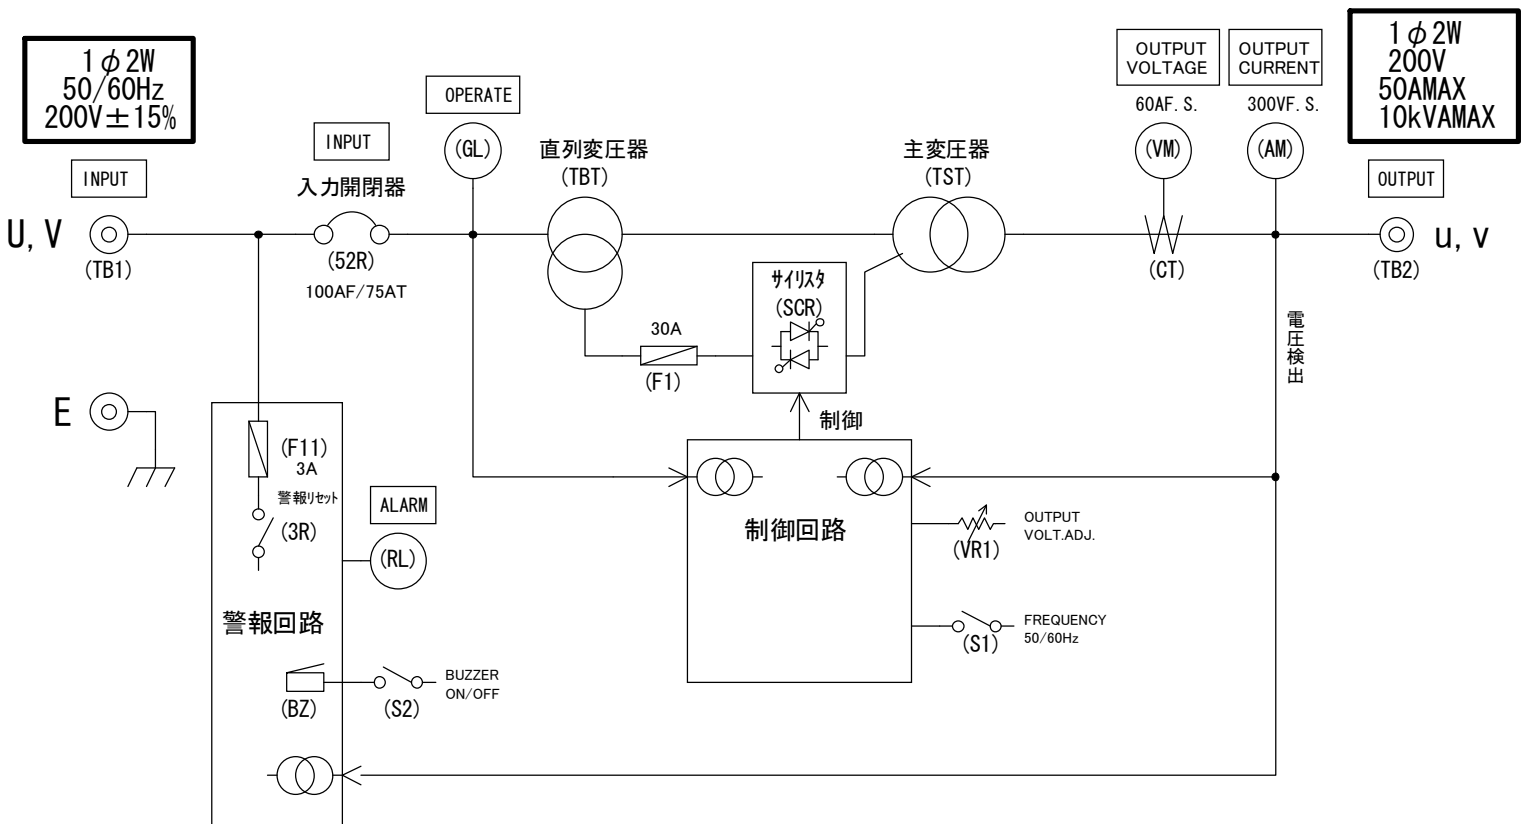 1φ2W
50/60Hz
200V±15%
INPUT
U, V
(TB1)
INPUT
入力開閉器
(52R)
100AF/75AT
OPERATE
(GL)
直列変圧器
(TBT)
主変圧器
(TST)
OUTPUT
VOLTAGE
60AF. S.
(VM)
OUTPUT
CURRENT
300VF. S.
(AM)
1φ2W
200V
50AMAX
10kVAMAX
OUTPUT
u, v
(TB2)
(CT)
電圧検出
サイリスタ
(SCR)
30A
(F1)
制御
E
(F11)
3A
警報リセット
(3R)
ALARM
(RL)
警報回路
(BZ)
(S2)
BUZZER
ON/OFF
制御回路
(VR1)
OUTPUT
VOLT.ADJ.
(S1)
FREQUENCY
50/60Hz